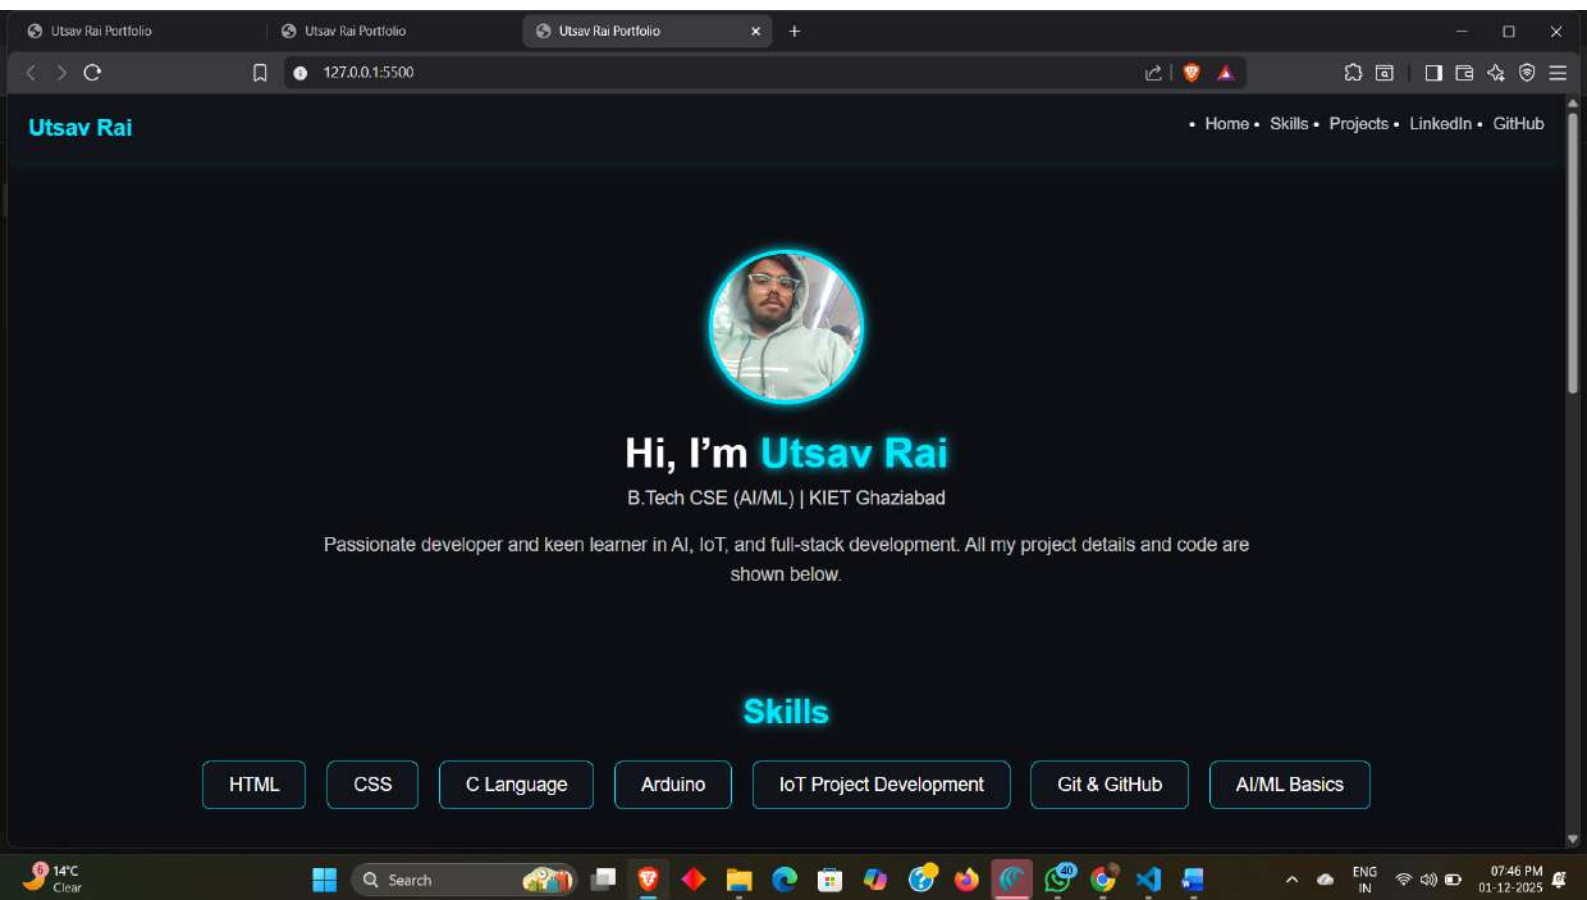 Utsav Rai Portfolio
Utsav Rai Portfolio
Utsav Rai Portfolio
127.0.0.1:5500
Utsav Rai
• Home • Skills • Projects • LinkedIn • GitHub
Hi, I’m Utsav Rai
B.Tech CSE (AI/ML) | KIET Ghaziabad
Passionate developer and keen learner in AI, IoT, and full-stack development. All my project details and code are
shown below.
Skills
HTML
CSS
C Language
Arduino
IoT Project Development
Git & GitHub
AI/ML Basics
6
14°C
Clear
Search
40
ENG
IN
07:46 PM
01-12-2025